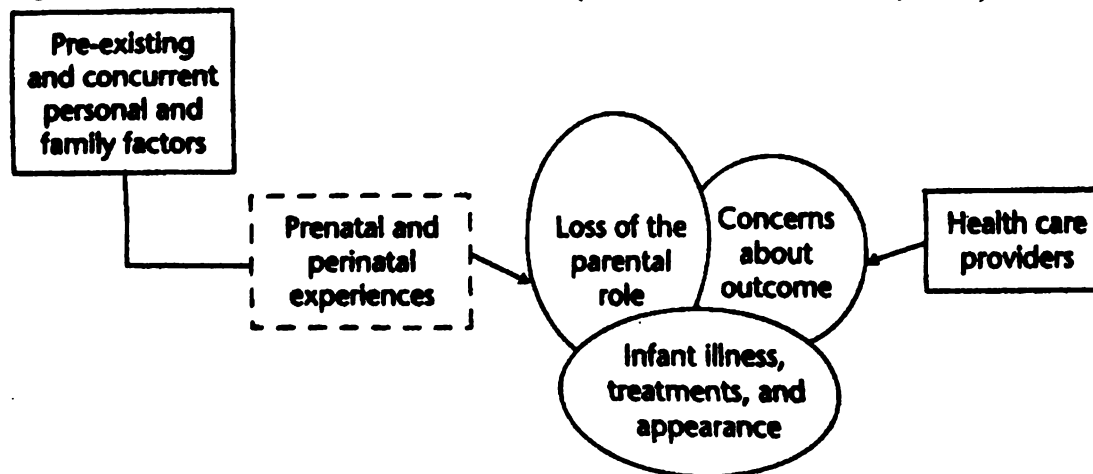 Pre-existing
and concurrent
personal and
family factors
Prenatal and
perinatal
experiences
Loss of the
parental
role
Concerns
about
outcome
Health care
providers
Infant illness,
treatments, and
appearance